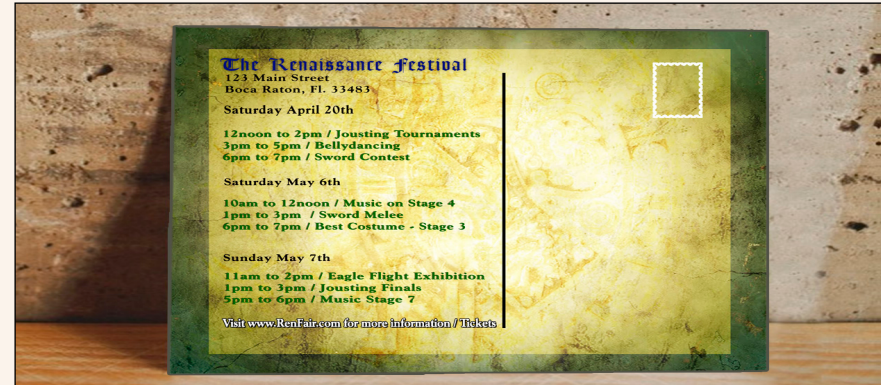 The Renaissance Festival
123 Main Street
Boca Raton, Fl. 33483
Saturday April 20th
12noon to 2pm / Jousting Tournaments
3pm to 5pm / Bellydancing
6pm to 7pm / Sword Contest
Saturday May 6th
10am to 12noon / Music on Stage 4
1pm to 3pm / Sword Melee
6pm to 7pm / Best Costume - Stage 3
Sunday May 7th
11am to 2pm / Eagle Flight Exhibition
1pm to 3pm / Jousting Finals
5pm to 6pm / Music Stage 7
Visit www.RenFair.com for more information / Tickets